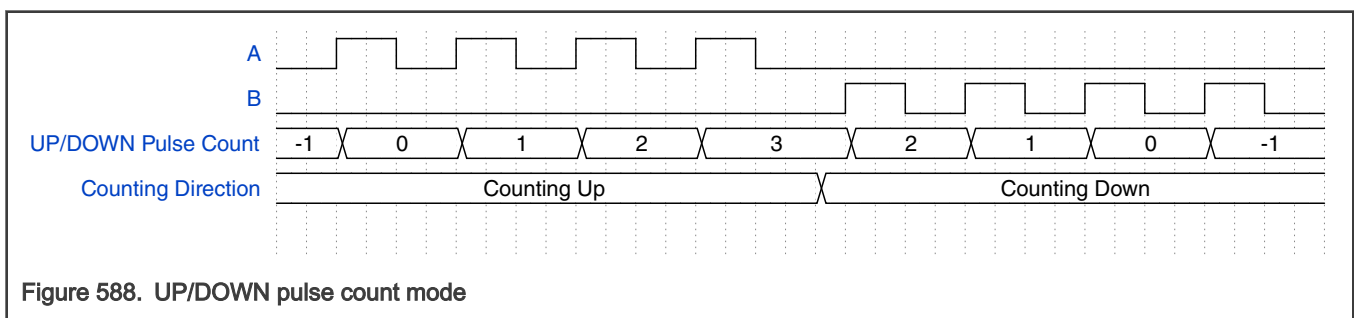 A
B
UP/DOWN Pulse Count -1 0 1 2 3 2 1 0 -1
Counting Direction Counting Up Counting Down
Figure 588. UP/DOWN pulse count mode